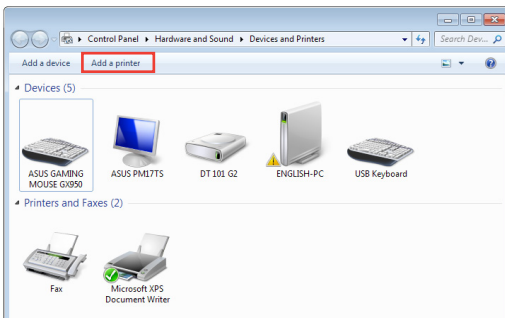 Control Panel ▸ Hardware and Sound ▸ Devices and Printers
Search Dev...
Add a device
Add a printer
Devices (5)
ASUS GAMING
MOUSE GX950
ASUS PM17TS
DT 101 G2
ENGLISH-PC
USB Keyboard
Printers and Faxes (2)
Fax
Microsoft XPS
Document Writer